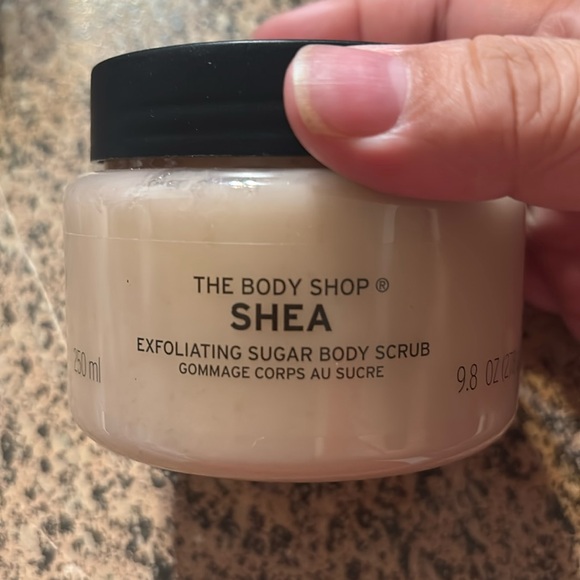 THE BODY SHOP ®
SHEA
EXFOLIATING SUGAR BODY SCRUB
GOMMAGE CORPS AU SUCRE
250 ml
9.8 OZ